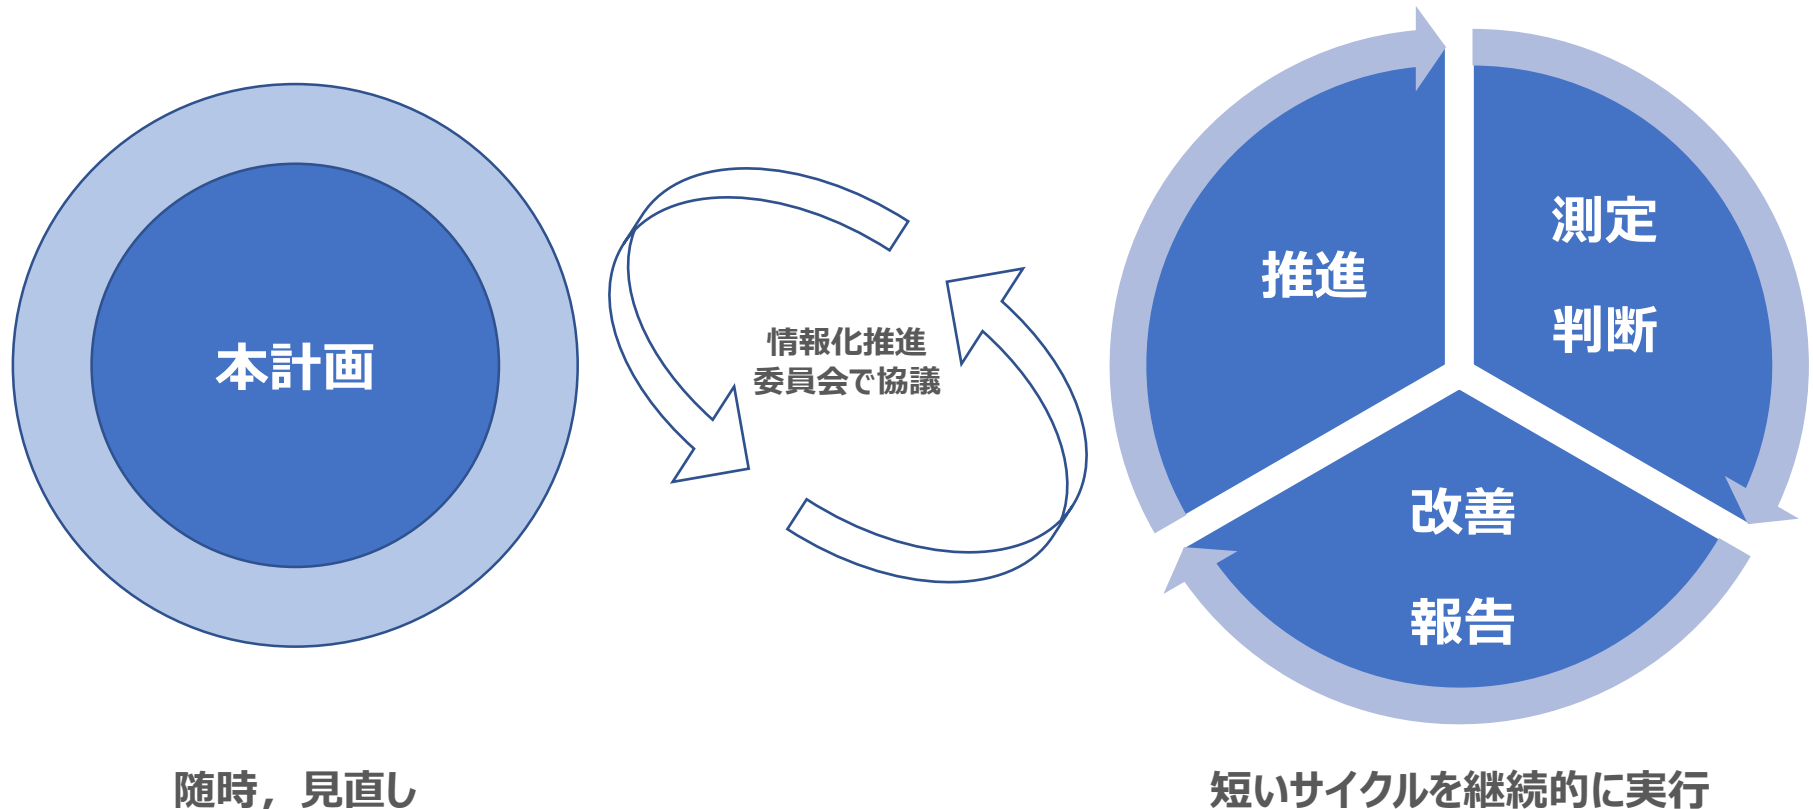 本計画
情報化推進
委員会で協議
推進
測定
判断
改善
報告
随時，見直し
短いサイクルを継続的に実行